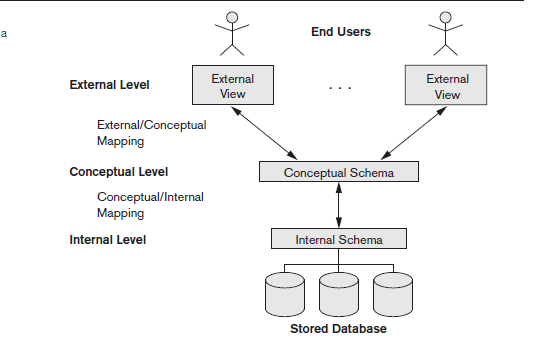 a
End Users
External Level
External
View
. . .
External
View
External/Conceptual
Mapping
Conceptual Level
Conceptual Schema
Conceptual/Internal
Mapping
Internal Level
Internal Schema
Stored Database